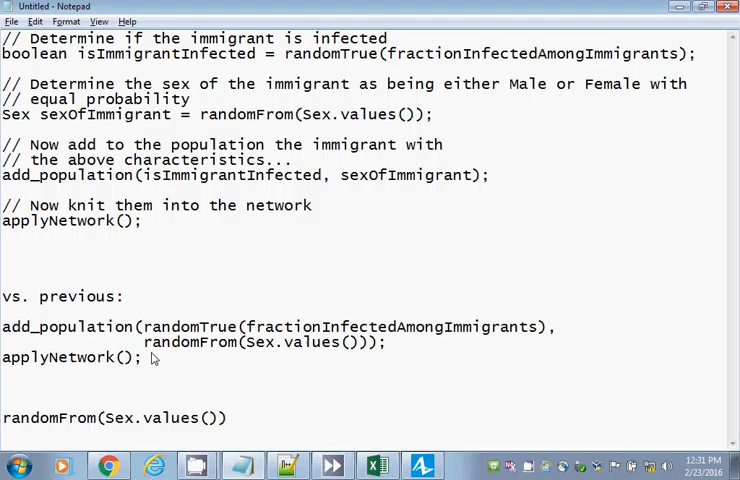 Untitled - Notepad
File Edit Format View Help
// Determine if the immigrant is infected
boolean isImmigrantInfected = randomTrue(fractionInfectedAmongImmigrants);
// Determine the sex of the immigrant as being either Male or Female with
// equal probability
Sex sexOfImmigrant = randomFrom(Sex.values());
// Now add to the population the immigrant with
// the above characteristics...
add_population(isImmigrantInfected, sexOfImmigrant);
// Now knit them into the network
applyNetwork();
vs. previous:
add_population(randomTrue(fractionInfectedAmongImmigrants),
randomFrom(Sex.values()));
applyNetwork();
randomFrom(Sex.values())
12:31 PM
2/23/2016